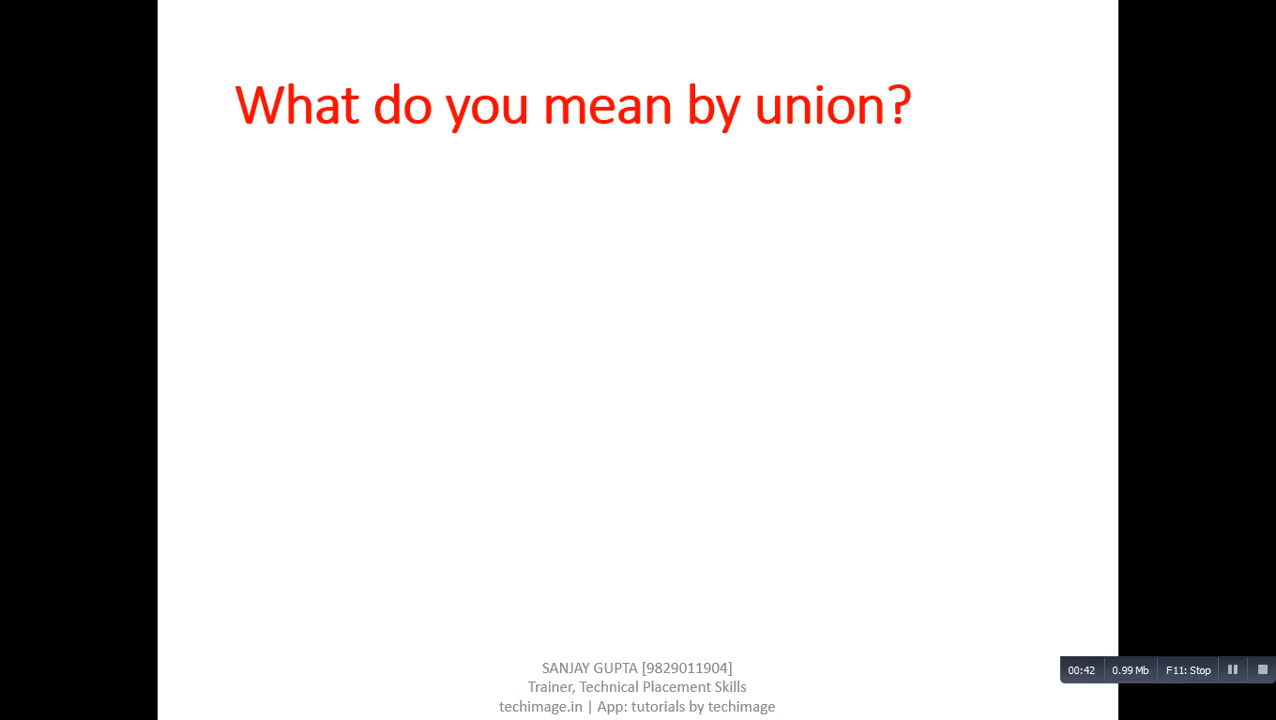 What do you mean by union?
SANJAY GUPTA [9829011904]
Trainer, Technical Placement Skills
techimage.in | App: tutorials by techimage
00:42 0.99 Mb F11: Stop